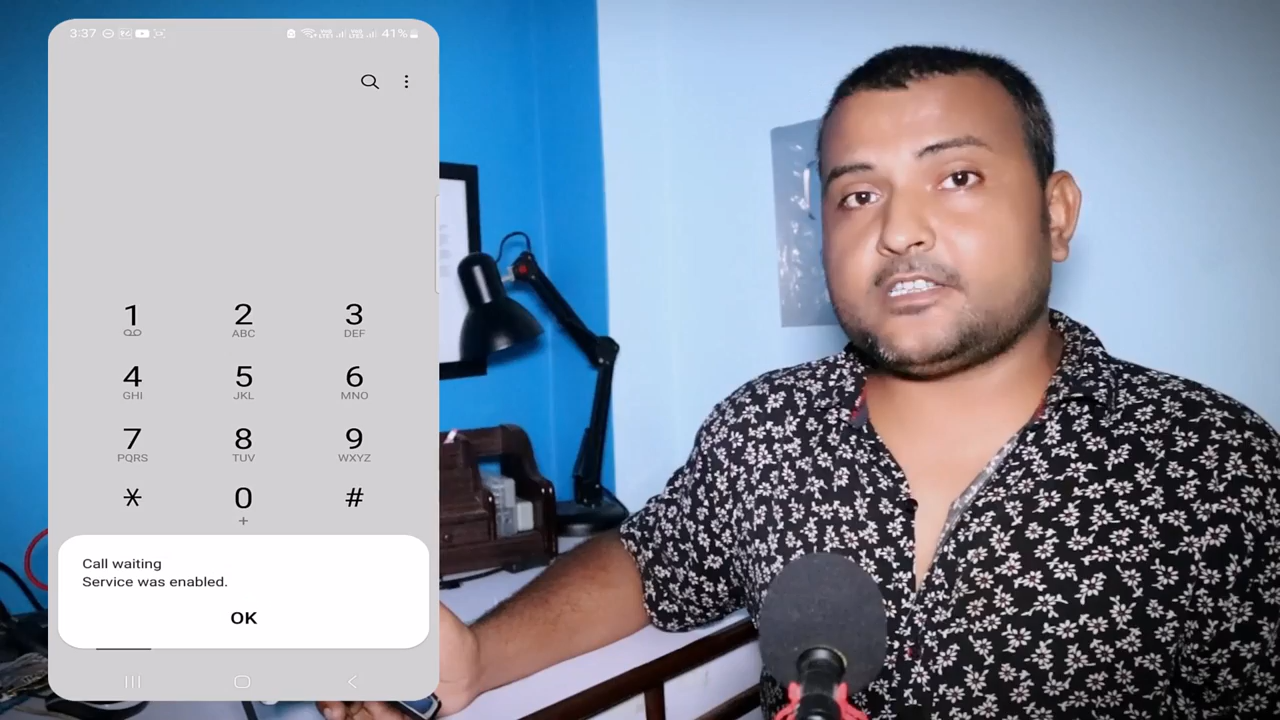 3:37
41%
1
2
ABC
3
DEF
4
GHI
5
JKL
6
MNO
7
PQRS
8
TUV
9
WXYZ
*
0
+
#
Call waiting
Service was enabled.
OK